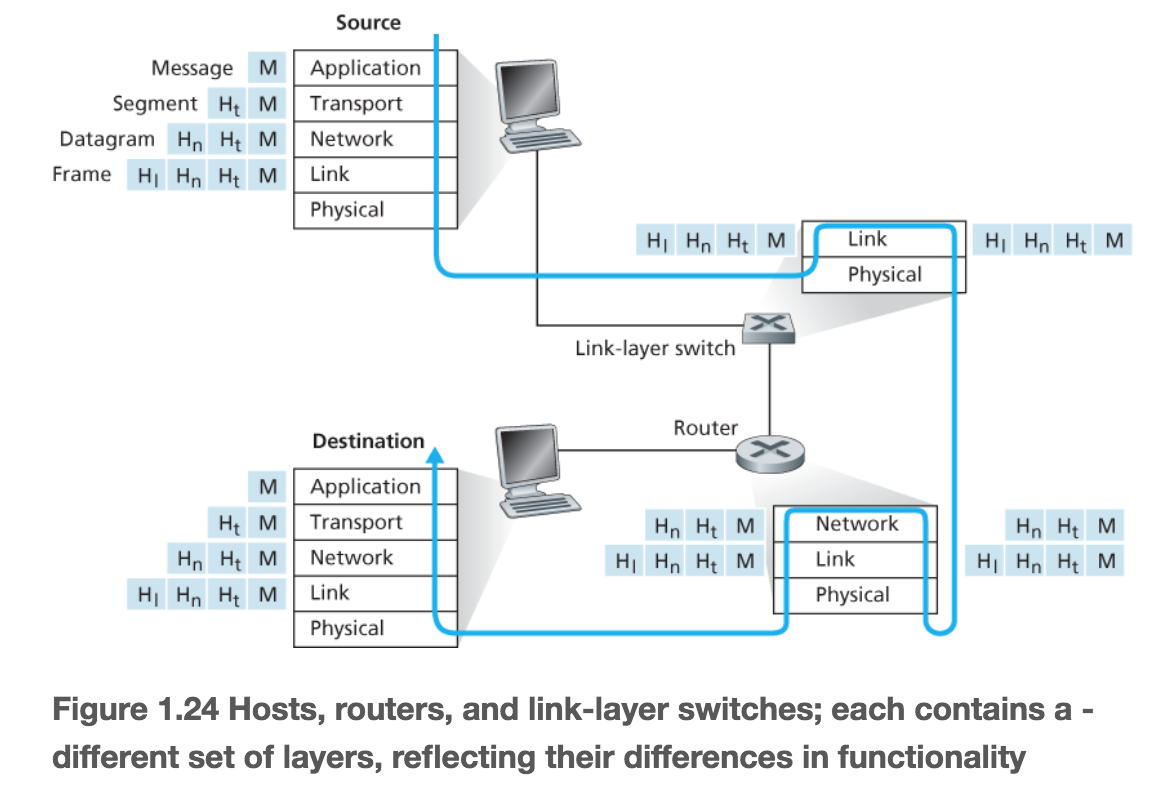 Source
Message M Application
Segment Ht M Transport
Datagram Hn Ht M Network
Frame Hl Hn Ht M Link
Physical
Hl Hn Ht M Link Hl Hn Ht M
Physical
Link-layer switch
Router
Destination
M Application
Ht M Transport
Hn Ht M Network
Hl Hn Ht M Link
Physical
Hn Ht M Network Hn Ht M
Hl Hn Ht M Link Hl Hn Ht M
Physical
Figure 1.24 Hosts, routers, and link-layer switches; each contains a -
different set of layers, reflecting their differences in functionality